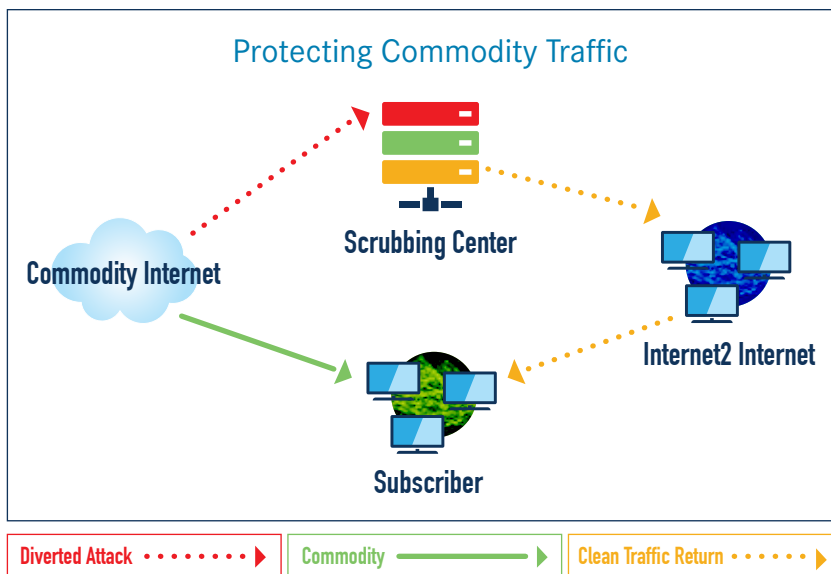 Protecting Commodity Traffic
Scrubbing Center
Commodity Internet
Internet2 Internet
Subscriber
Diverted Attack
Commodity
Clean Traffic Return